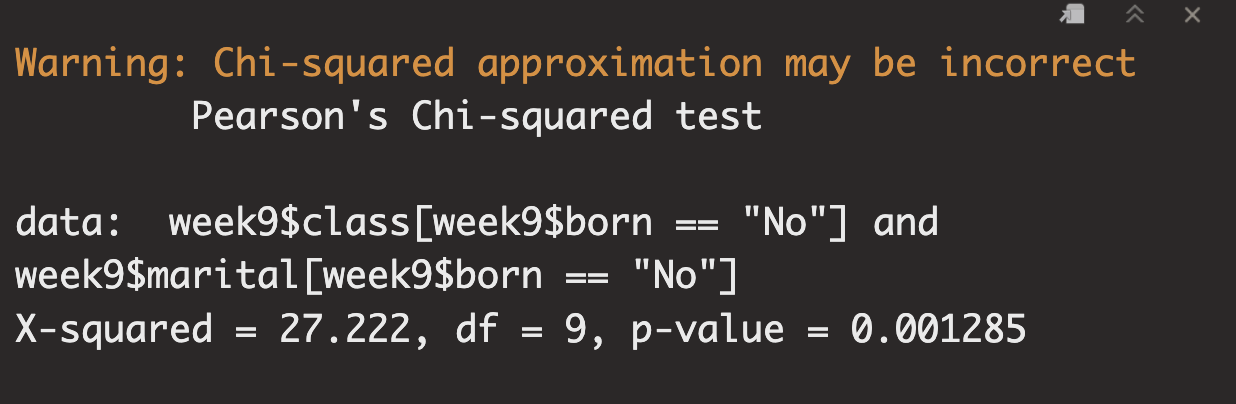 Warning: Chi-squared approximation may be incorrect
Pearson's Chi-squared test
data:  week9$class[week9$born == "No"] and
week9$marital[week9$born == "No"]
X-squared = 27.222, df = 9, p-value = 0.001285